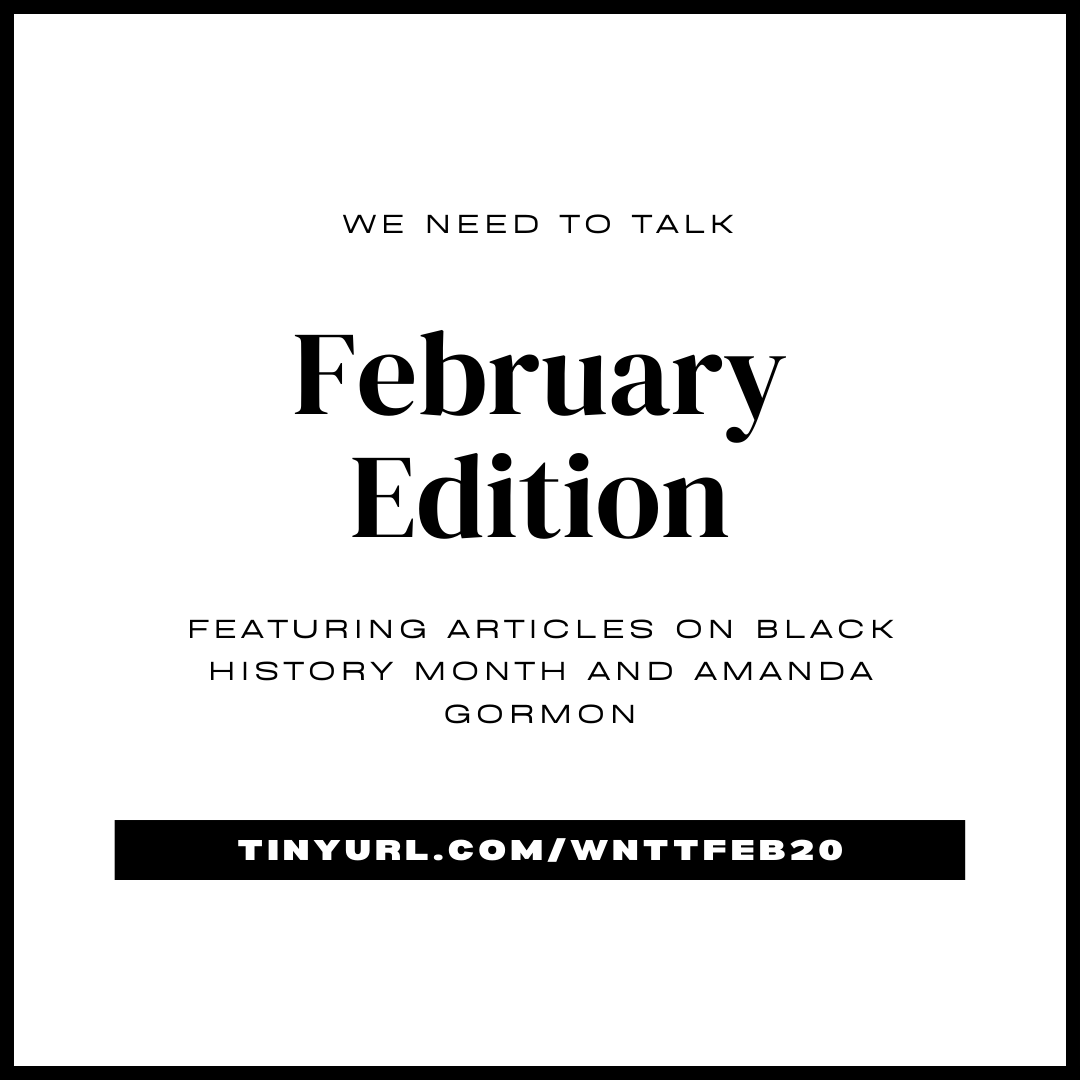 WE NEED TO TALK
February
Edition
FEATURING ARTICLES ON BLACK
HISTORY MONTH AND AMANDA
GORMON
TINYURL.COM/WNTTFEB20